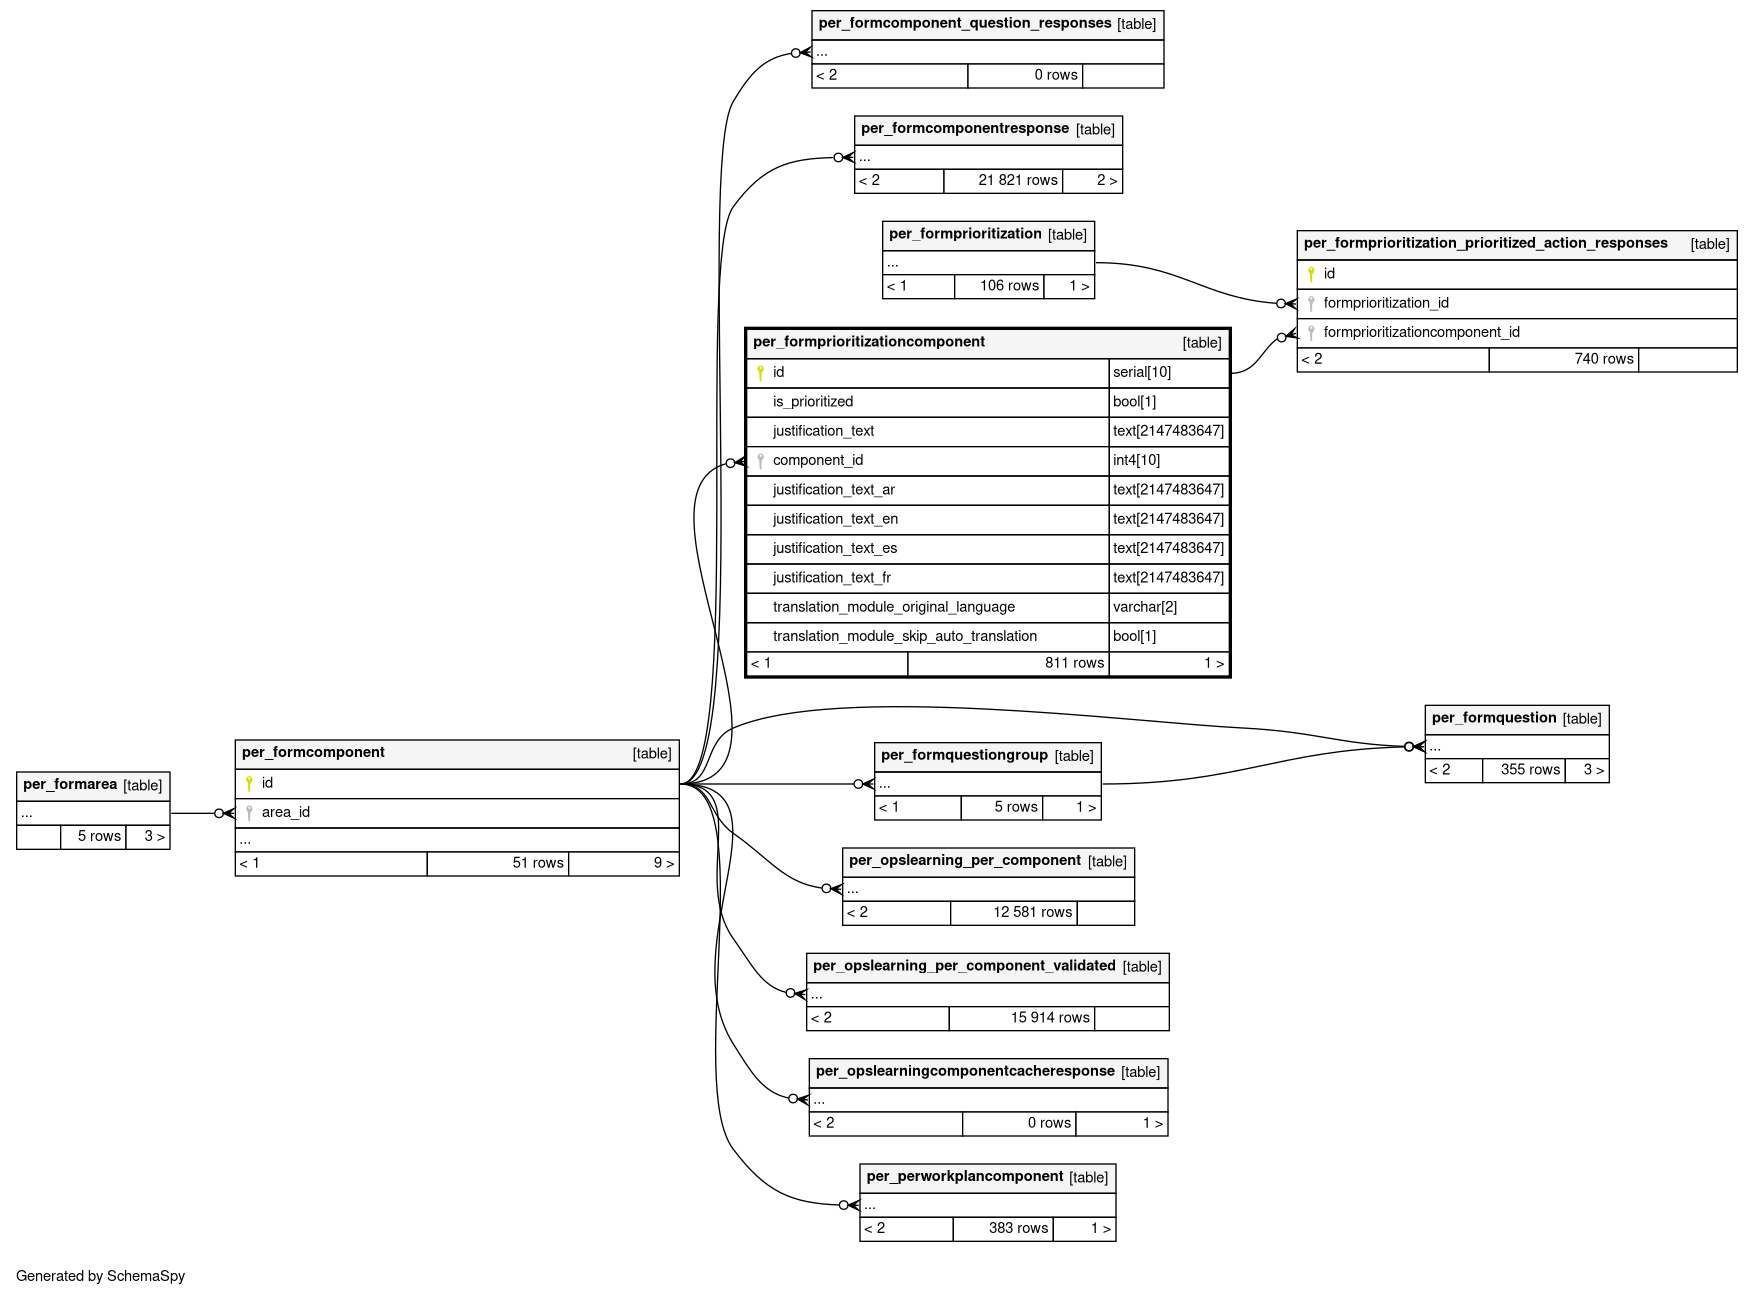 per_formcomponent_question_responses [table]
...
< 2 0 rows
per_formcomponentresponse [table]
...
< 2 21 821 rows 2 >
per_formprioritization [table]
...
< 1 106 rows 1 >
per_formprioritization_prioritized_action_responses [table]
id
formprioritization_id
formprioritizationcomponent_id
< 2 740 rows
per_formprioritizationcomponent [table]
id serial[10]
is_prioritized bool[1]
justification_text text[2147483647]
component_id int4[10]
justification_text_ar text[2147483647]
justification_text_en text[2147483647]
justification_text_es text[2147483647]
justification_text_fr text[2147483647]
translation_module_original_language varchar[2]
translation_module_skip_auto_translation bool[1]
< 1 811 rows 1 >
per_formarea [table]
...
5 rows 3 >
per_formcomponent [table]
id
area_id
...
< 1 51 rows 9 >
per_formquestiongroup [table]
...
< 1 5 rows 1 >
per_formquestion [table]
...
< 2 355 rows 3 >
per_opslearning_per_component [table]
...
< 2 12 581 rows
per_opslearning_per_component_validated [table]
...
< 2 15 914 rows
per_opslearningcomponentcacheresponse [table]
...
< 2 0 rows 1 >
per_perworkplancomponent [table]
...
< 2 383 rows 1 >
Generated by SchemaSpy